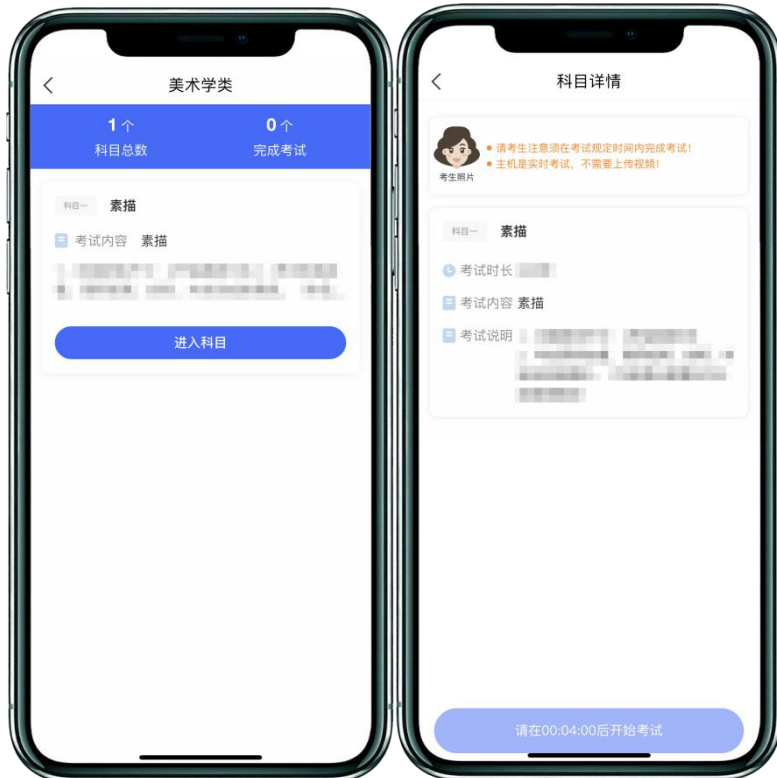 美术学类
1个
0个
科目总数
完成考试
科目一 素描
考试内容 素描
进入科目
科目详情
请考生注意须在考试规定时间内完成考试！
主机是实时考试，不需要上传视频！
考生照片
科目一 素描
考试时长
考试内容 素描
考试说明
请在00:04:00后开始考试